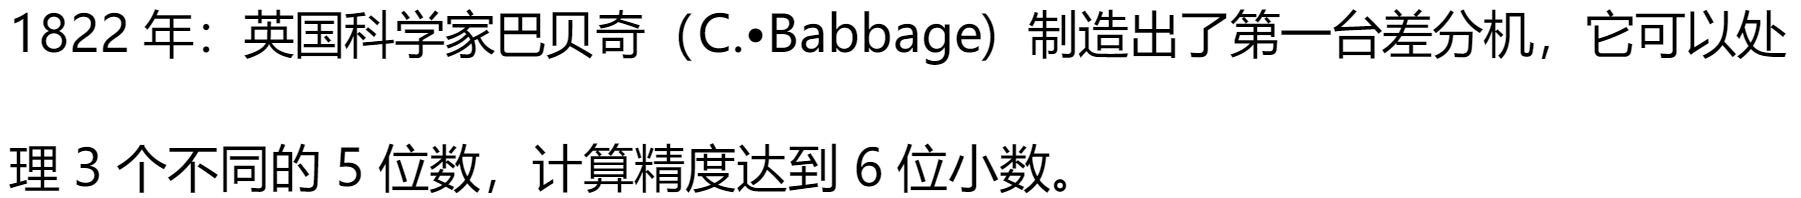 1822 年：英国科学家巴贝奇（C.•Babbage）制造出了第一台差分机，它可以处
理 3 个不同的 5 位数，计算精度达到 6 位小数。